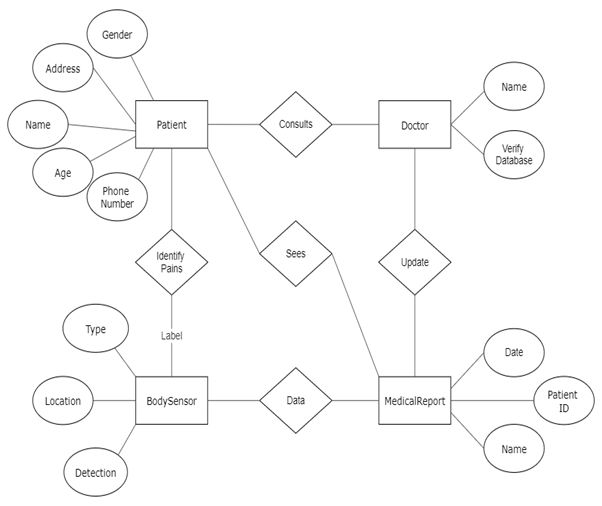 Gender
Address
Name
Name
Patient
Consults
Doctor
Verify
Database
Age
Phone
Number
Identify
Pains
Sees
Update
Type
Label
Date
Location
BodySensor
Data
MedicalReport
Patient
ID
Name
Detection